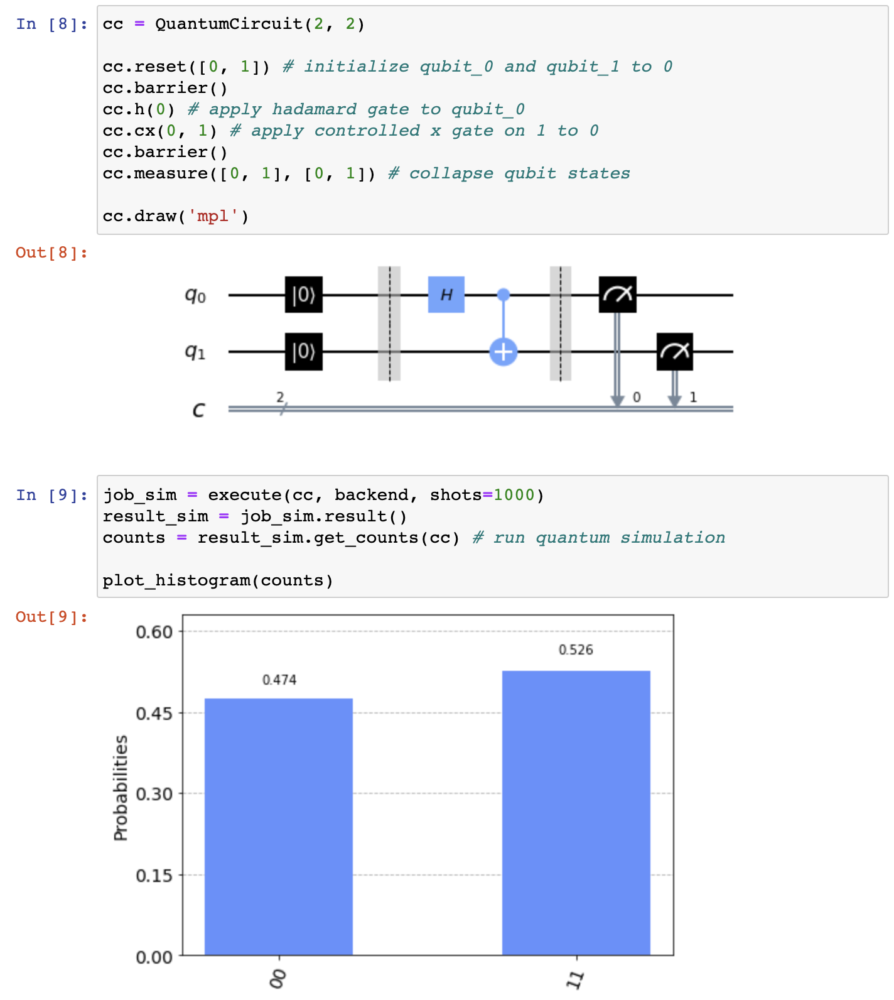 In [8]:
cc = QuantumCircuit(2, 2)
cc.reset([0, 1]) # initialize qubit_0 and qubit_1 to 0
cc.barrier()
cc.h(0) # apply hadamard gate to qubit_0
cc.cx(0, 1) # apply controlled x gate on 1 to 0
cc.barrier()
cc.measure([0, 1], [0, 1]) # collapse qubit states
cc.draw('mpl')
Out[8]:
q0 |0⟩ H
q1 |0⟩
C 2 0 1
In [9]:
job_sim = execute(cc, backend, shots=1000)
result_sim = job_sim.result()
counts = result_sim.get_counts(cc) # run quantum simulation
plot_histogram(counts)
Out[9]:
0.60
0.526
0.474
0.45
Probabilities
0.30
0.15
0.00
00
11